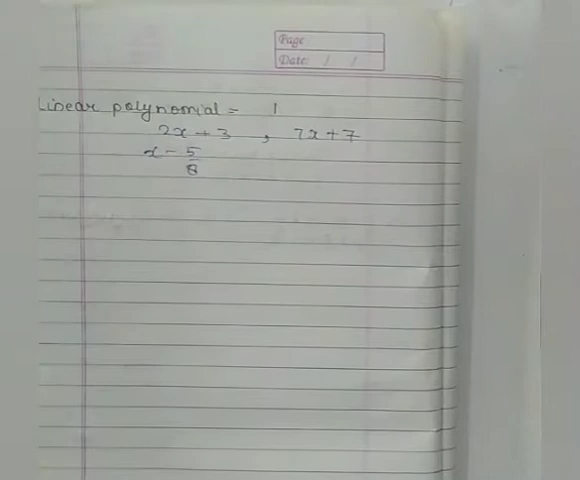 Page
Date: / /
Linear polynomial = 1
2x + 3 , 7x + 7
x - 5/8